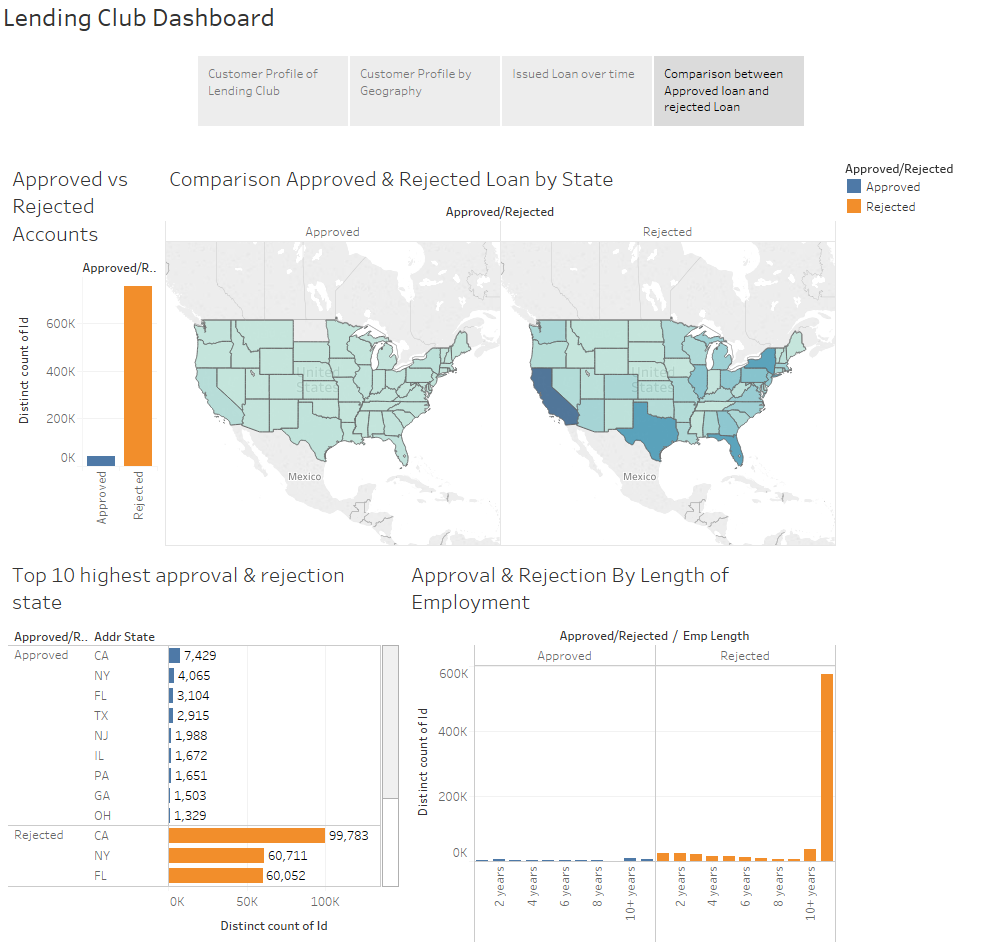 Lending Club Dashboard
Customer Profile of
Lending Club
Customer Profile by
Geography
Issued Loan over time
Comparison between
Approved loan and
rejected Loan
Approved vs
Rejected
Accounts
Comparison Approved & Rejected Loan by State
Approved/Rejected
Approved
Rejected
Approved/Rejected
Approved
Rejected
Approved/R..
Distinct count of Id
600K
400K
200K
0K
Approved
Rejected
United
States
Mexico
United
States
Mexico
Top 10 highest approval & rejection
state
Approved/R.. Addr State
Approved CA 7,429
NY 4,065
FL 3,104
TX 2,915
NJ 1,988
IL 1,672
PA 1,651
GA 1,503
OH 1,329
Rejected CA 99,783
NY 60,711
FL 60,052
0K 50K 100K
Distinct count of Id
Approval & Rejection By Length of
Employment
Approved/Rejected / Emp Length
Approved Rejected
Distinct count of Id
600K
400K
200K
0K
2 years
4 years
6 years
8 years
10+ years
2 years
4 years
6 years
8 years
10+ years